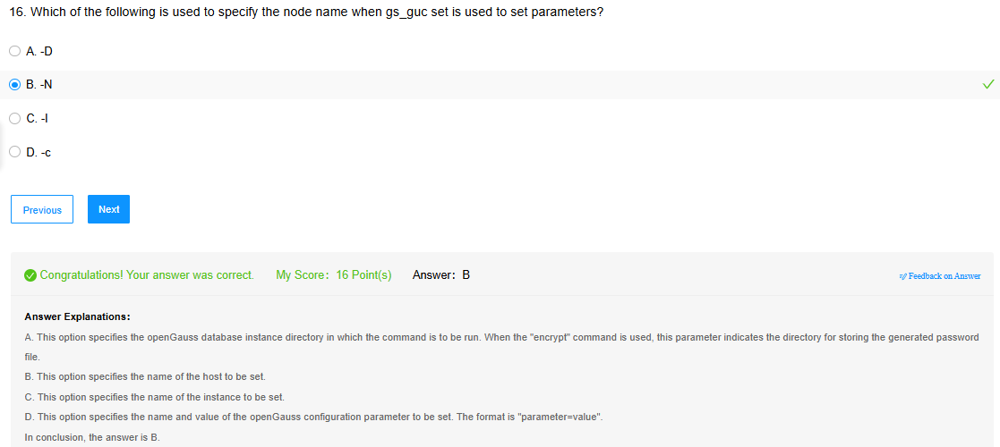 16. Which of the following is used to specify the node name when gs_guc set is used to set parameters?
A. -D
B. -N
C. -I
D. -c
Previous Next
Congratulations! Your answer was correct. My Score: 16 Point(s) Answer: B Feedback on Answer
Answer Explanations:
A. This option specifies the openGauss database instance directory in which the command is to be run. When the "encrypt" command is used, this parameter indicates the directory for storing the generated password
file.
B. This option specifies the name of the host to be set.
C. This option specifies the name of the instance to be set.
D. This option specifies the name and value of the openGauss configuration parameter to be set. The format is "parameter=value".
In conclusion, the answer is B.